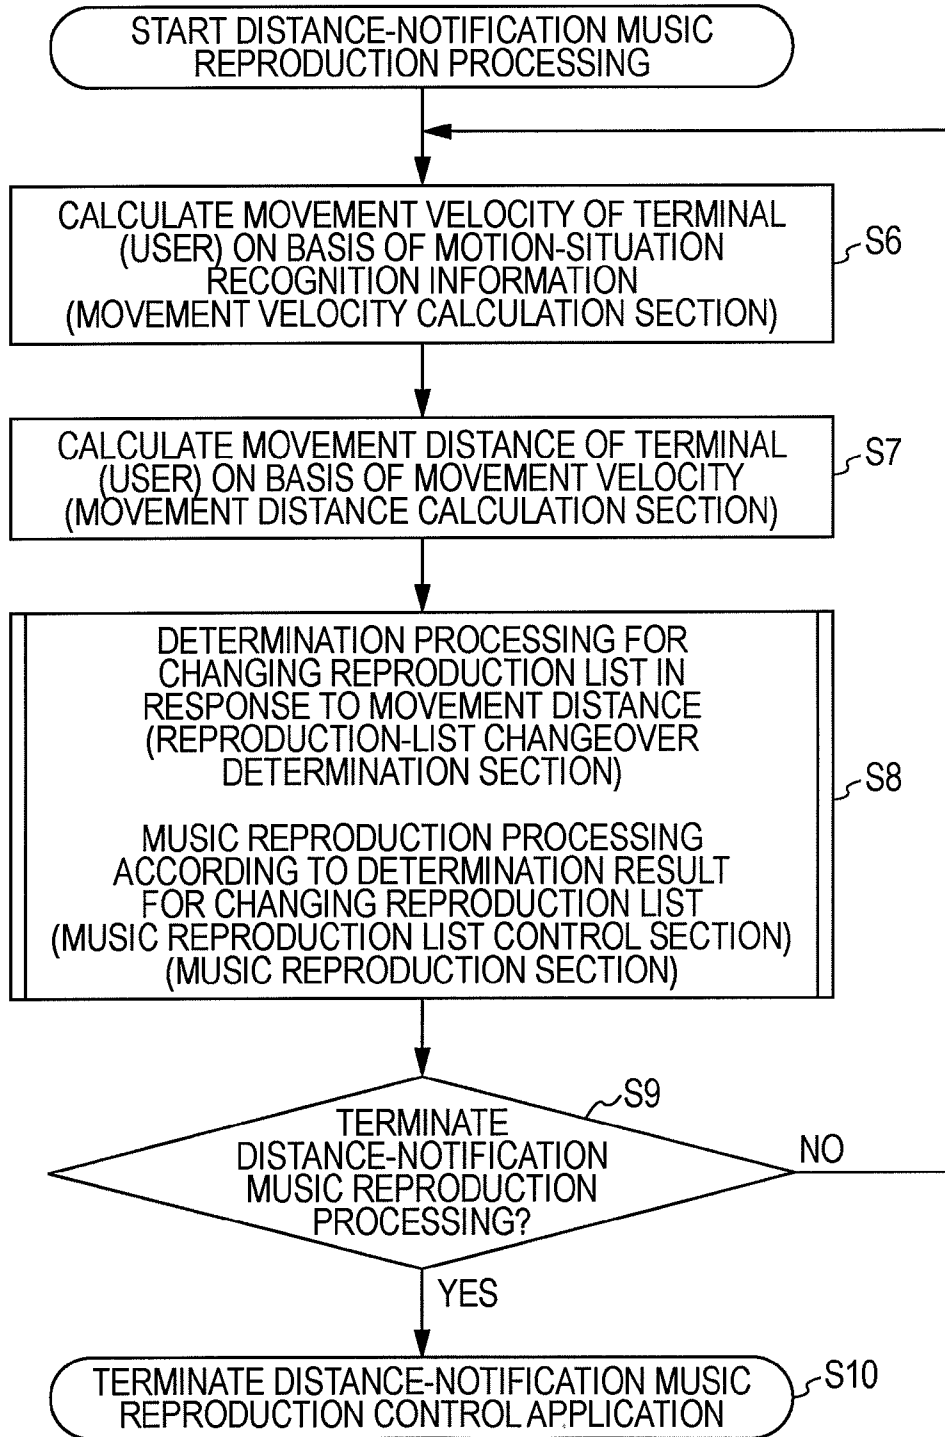 START DISTANCE-NOTIFICATION MUSIC
REPRODUCTION PROCESSING
CALCULATE MOVEMENT VELOCITY OF TERMINAL
(USER) ON BASIS OF MOTION-SITUATION
RECOGNITION INFORMATION
(MOVEMENT VELOCITY CALCULATION SECTION)
S6
CALCULATE MOVEMENT DISTANCE OF TERMINAL
(USER) ON BASIS OF MOVEMENT VELOCITY
(MOVEMENT DISTANCE CALCULATION SECTION)
S7
DETERMINATION PROCESSING FOR
CHANGING REPRODUCTION LIST IN
RESPONSE TO MOVEMENT DISTANCE
(REPRODUCTION-LIST CHANGEOVER
DETERMINATION SECTION)
MUSIC REPRODUCTION PROCESSING
ACCORDING TO DETERMINATION RESULT
FOR CHANGING REPRODUCTION LIST
(MUSIC REPRODUCTION LIST CONTROL SECTION)
(MUSIC REPRODUCTION SECTION)
S8
TERMINATE
DISTANCE-NOTIFICATION
MUSIC REPRODUCTION
PROCESSING?
S9
NO
YES
TERMINATE DISTANCE-NOTIFICATION MUSIC
REPRODUCTION CONTROL APPLICATION
S10